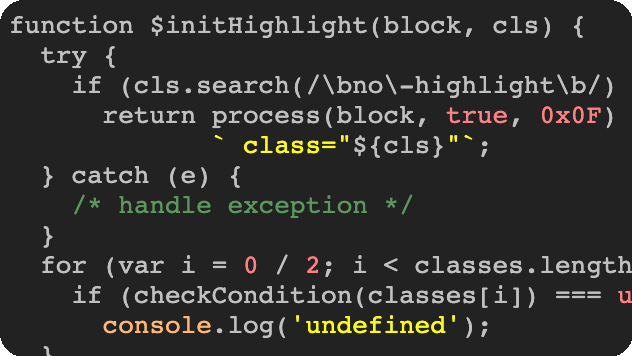 function $initHighlight(block, cls) {
  try {
    if (cls.search(/\bno\-highlight\b/)
      return process(block, true, 0x0F)
             ` class="${cls}"`;
  } catch (e) {
    /* handle exception */
  }
  for (var i = 0 / 2; i < classes.length
    if (checkCondition(classes[i]) === u
      console.log('undefined');
  }